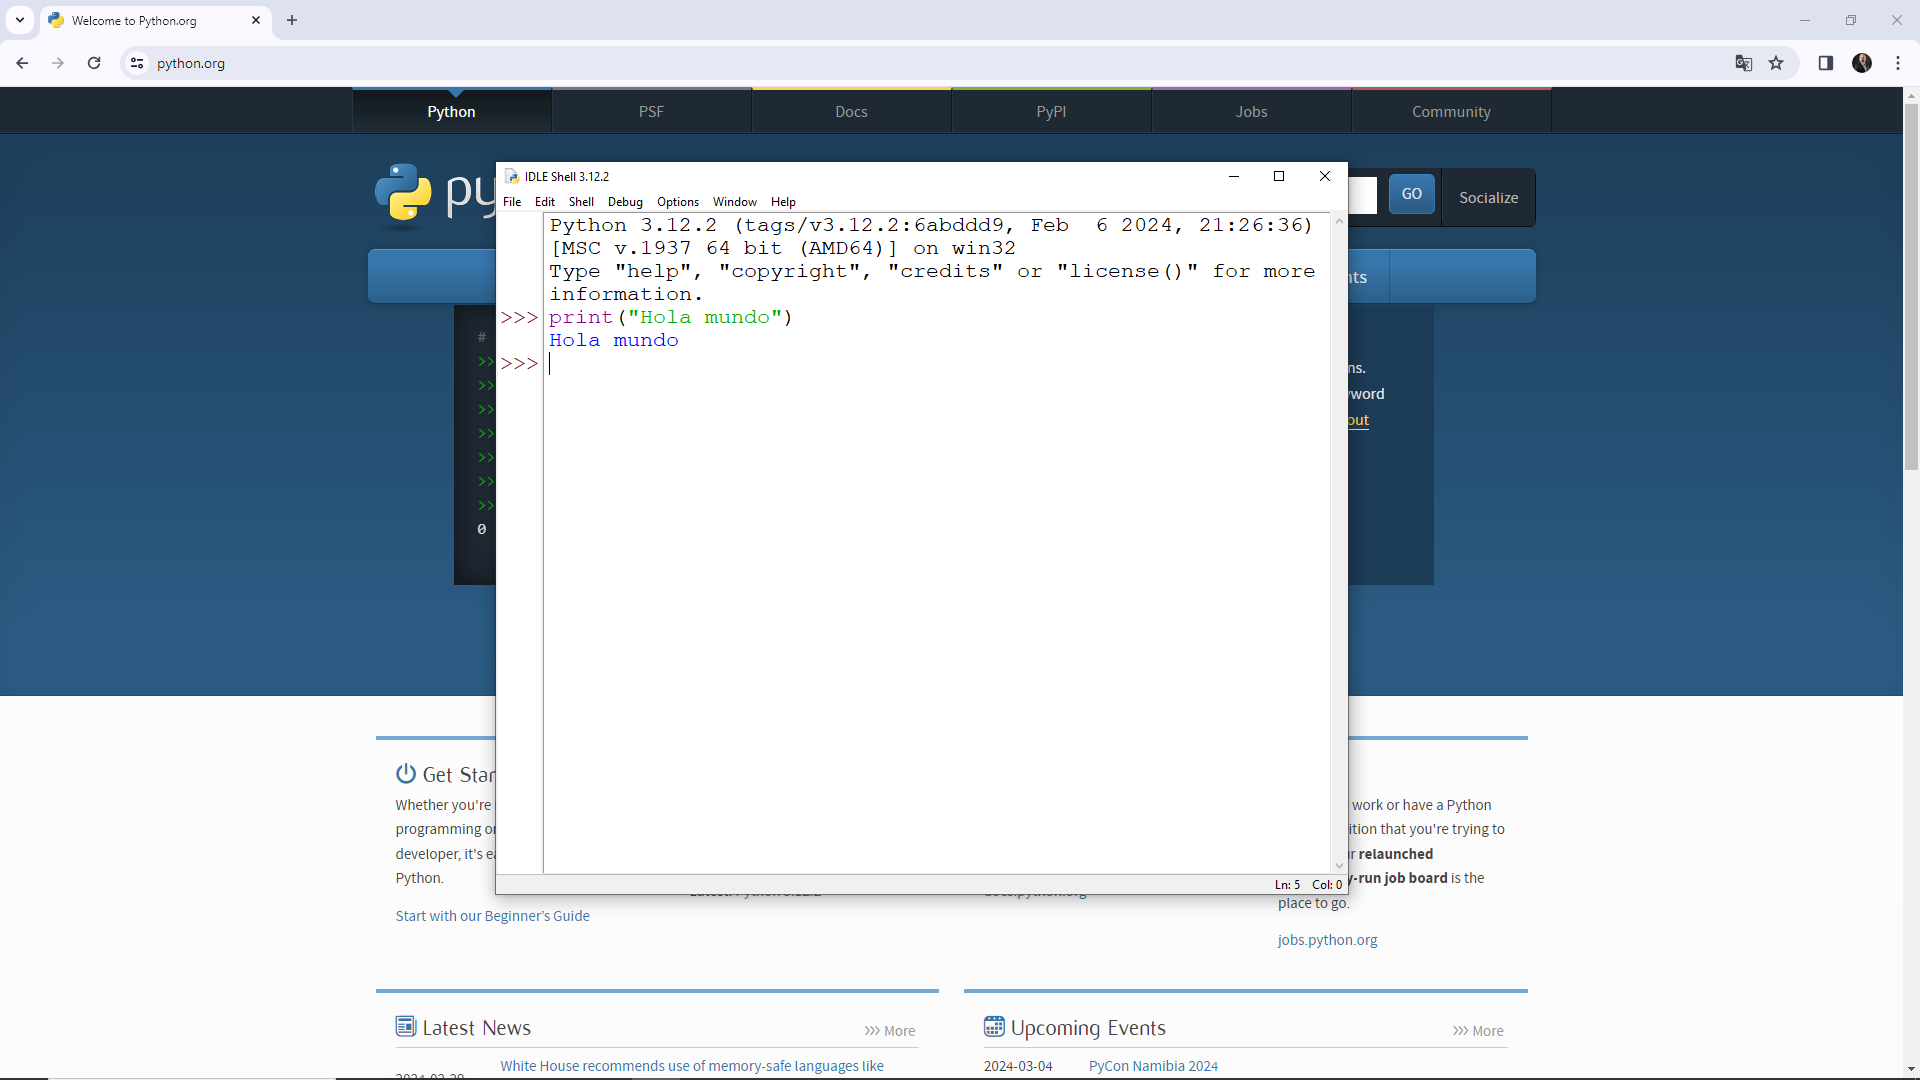 Welcome to Python.org
python.org
Python PSF Docs PyPI Jobs Community
py
GO Socialize
IDLE Shell 3.12.2
File Edit Shell Debug Options Window Help
Python 3.12.2 (tags/v3.12.2:6abddd9, Feb  6 2024, 21:26:36)
[MSC v.1937 64 bit (AMD64)] on win32
Type "help", "copyright", "credits" or "license()" for more
information.
>>> print("Hola mundo")
Hola mundo
>>>
nts
#
>>
>>
>>
>>
>>
>>
>>
0
ns.
word
out
Ln: 5 Col: 0
Get Star
Whether you're
programming or
developer, it's ea
Python.
Start with our Beginner's Guide
docs.python.org
work or have a Python
ition that you're trying to
r relaunched
y-run job board is the
place to go.
jobs.python.org
Latest News
>>> More
White House recommends use of memory-safe languages like
Upcoming Events
>>> More
2024-03-04 PyCon Namibia 2024